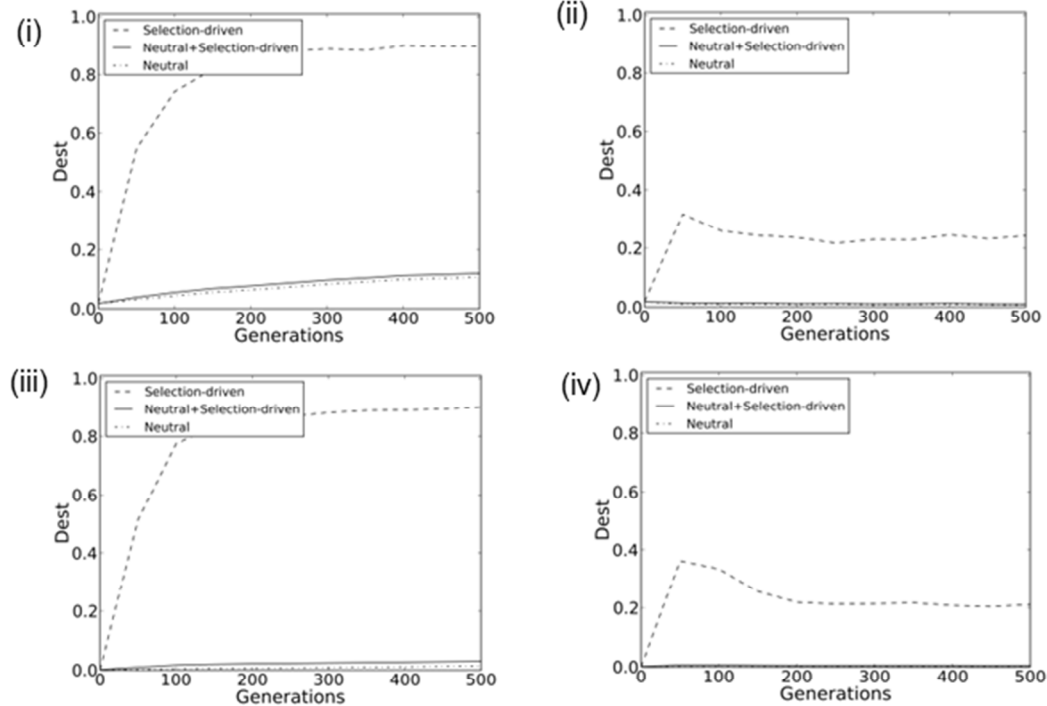 (i)
1.0
0.8
0.6
0.4
0.2
0.0
Dest
Selection-driven
Neutral+Selection-driven
Neutral
0 100 200 300 400 500
Generations
(ii)
1.0
0.8
0.6
0.4
0.2
0.0
Dest
Selection-driven
Neutral+Selection-driven
Neutral
0 100 200 300 400 500
Generations
(iii)
1.0
0.8
0.6
0.4
0.2
0.0
Dest
Selection-driven
Neutral+Selection-driven
Neutral
0 100 200 300 400 500
Generations
(iv)
1.0
0.8
0.6
0.4
0.2
0.0
Dest
Selection-driven
Neutral+Selection-driven
Neutral
0 100 200 300 400 500
Generations